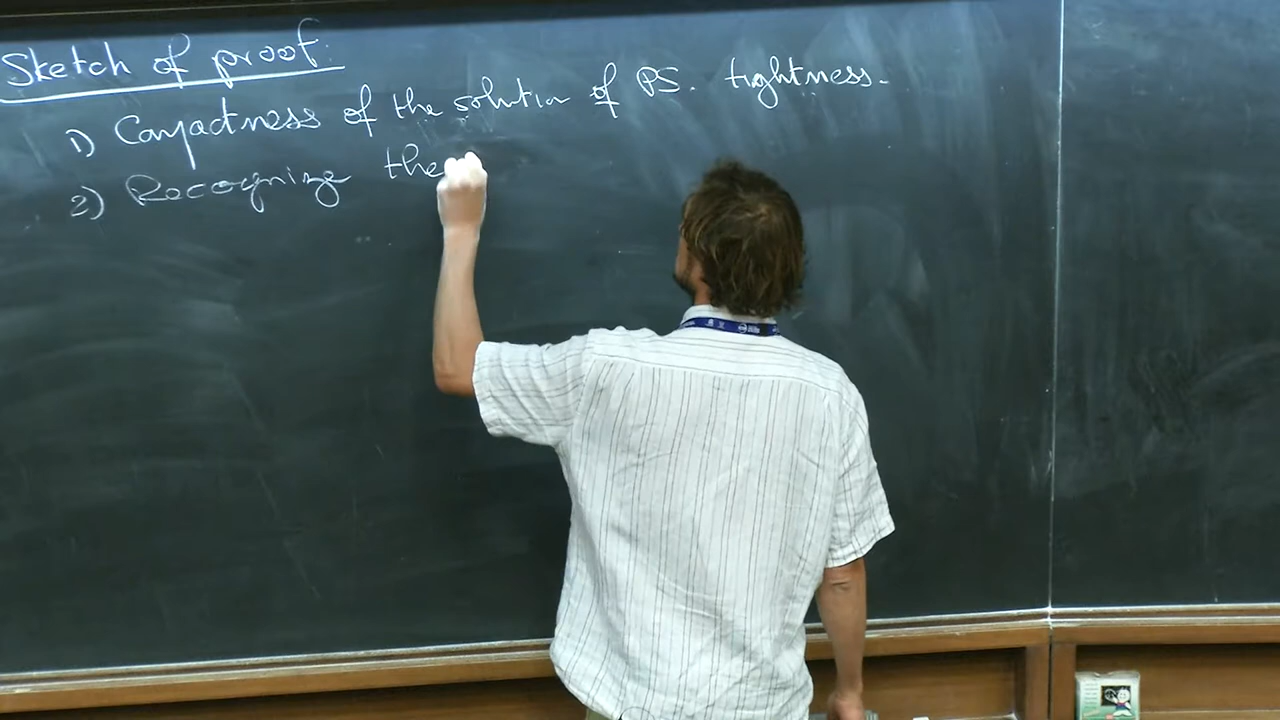 Sketch of proof:
1) Compactness of the solution of PS. tightness.
2) Recognize the